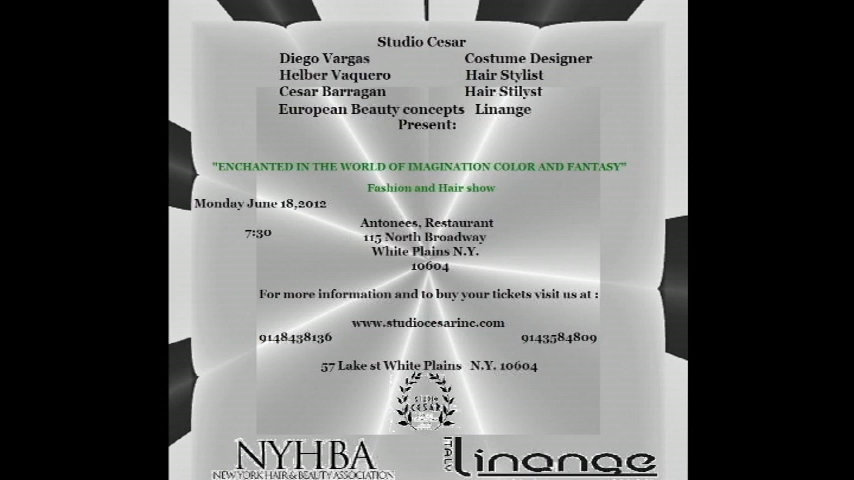 Studio Cesar
Diego Vargas Costume Designer
Helber Vaquero Hair Stylist
Cesar Barragan Hair Stilyst
European Beauty concepts Linange
Present:
"ENCHANTED IN THE WORLD OF IMAGINATION COLOR AND FANTASY"
Fashion and Hair show
Monday June 18,2012
7:30
Antonees, Restaurant
115 North Broadway
White Plains N.Y.
10604
For more information and to buy your tickets visit us at :
www.studiocesarinc.com
9148438136 9143584809
57 Lake st White Plains N.Y. 10604
STUDIO
CESAR
NYHBA
NEW YORK HAIR & BEAUTY ASSOCIATION
ITALY
Linange